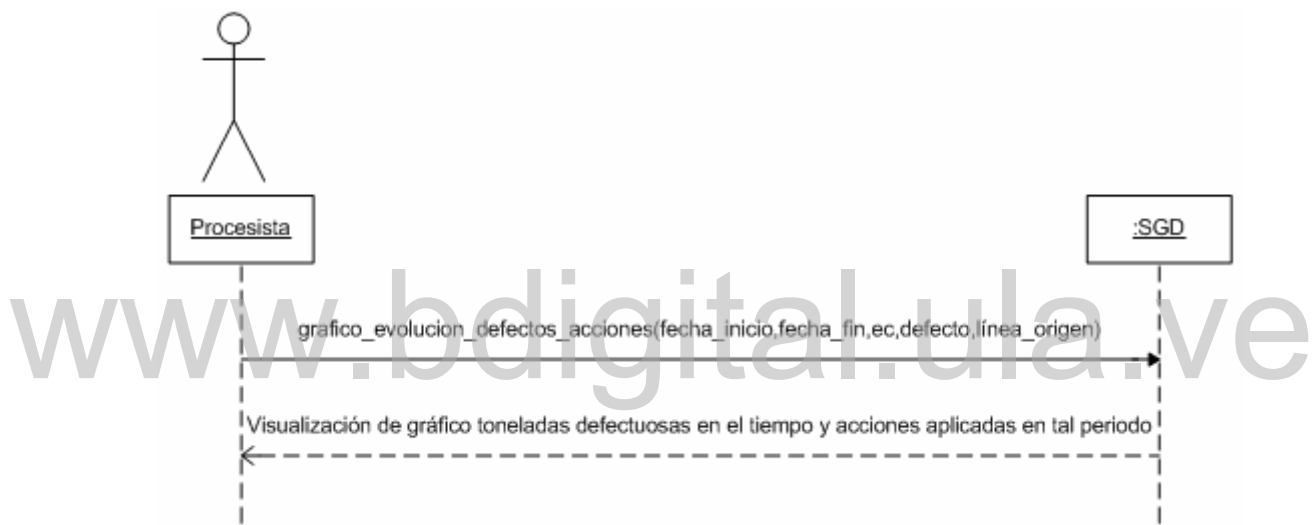 Procesista
:SGD
www.bdigital.ula.ve
grafico_evolucion_defectos_acciones(fecha_inicio,fecha_fin,ec,defecto,línea_origen)
Visualización de gráfico toneladas defectuosas en el tiempo y acciones aplicadas en tal periodo